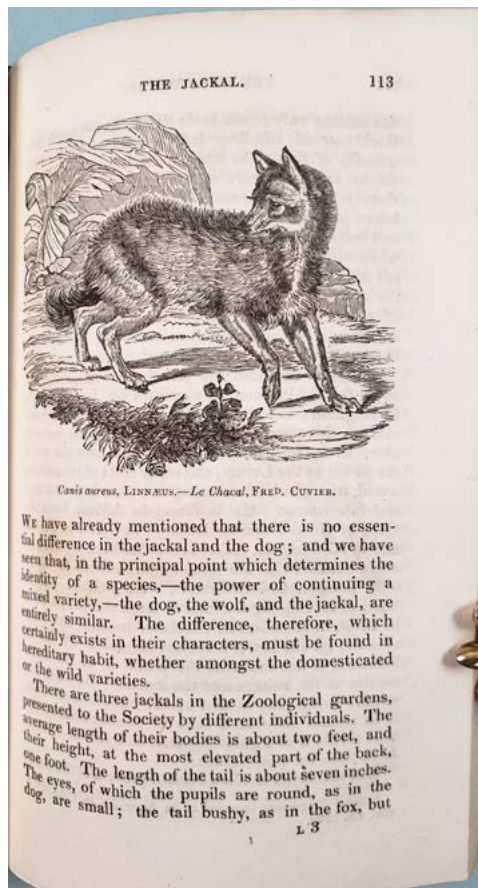 THE JACKAL. 113
Canis aureus, LINNÆUS.—Le Chacal, FRED. CUVIER.
WE have already mentioned that there is no essen-
tial difference in the jackal and the dog; and we have
seen that, in the principal point which determines the
identity of a species,—the power of continuing a
mixed variety,—the dog, the wolf, and the jackal, are
entirely similar. The difference, therefore, which
certainly exists in their characters, must be found in
hereditary habit, whether amongst the domesticated
or the wild varieties.
There are three jackals in the Zoological gardens,
presented to the Society by different individuals. The
average length of their bodies is about two feet, and
their height, at the most elevated part of the back,
one foot. The length of the tail is about seven inches.
The eyes, of which the pupils are round, as in the
dog, are small; the tail bushy, as in the fox, but
L 3